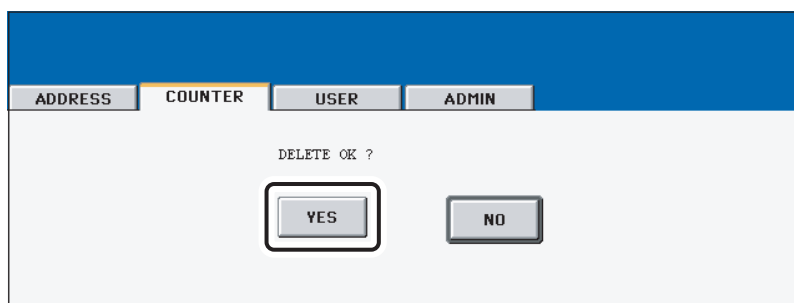 ADDRESS COUNTER USER ADMIN
DELETE OK ?
YES NO